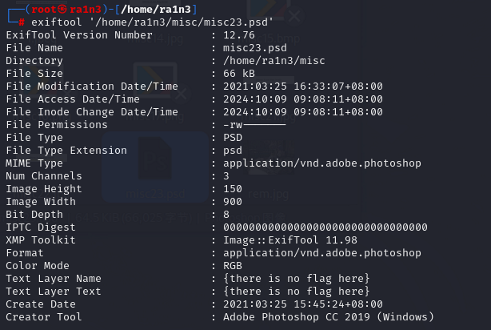 ┌──(root㉿ra1n3)-[/home/ra1n3]
└─# exiftool '/home/ra1n3/misc/misc23.psd'
ExifTool Version Number : 12.76
File Name : misc23.psd
Directory : /home/ra1n3/misc
File Size : 66 kB
File Modification Date/Time : 2021:03:25 16:33:07+08:00
File Access Date/Time : 2024:10:09 09:08:11+08:00
File Inode Change Date/Time : 2024:10:09 09:08:11+08:00
File Permissions : -rw-------
File Type : PSD
File Type Extension : psd
MIME Type : application/vnd.adobe.photoshop
Num Channels : 3
Image Height : 150
Image Width : 900
Bit Depth : 8
IPTC Digest : 00000000000000000000000000000000
XMP Toolkit : Image::ExifTool 11.98
Format : application/vnd.adobe.photoshop
Color Mode : RGB
Text Layer Name : {there is no flag here}
Text Layer Text : {there is no flag here}
Create Date : 2021:03:25 15:45:24+08:00
Creator Tool : Adobe Photoshop CC 2019 (Windows)